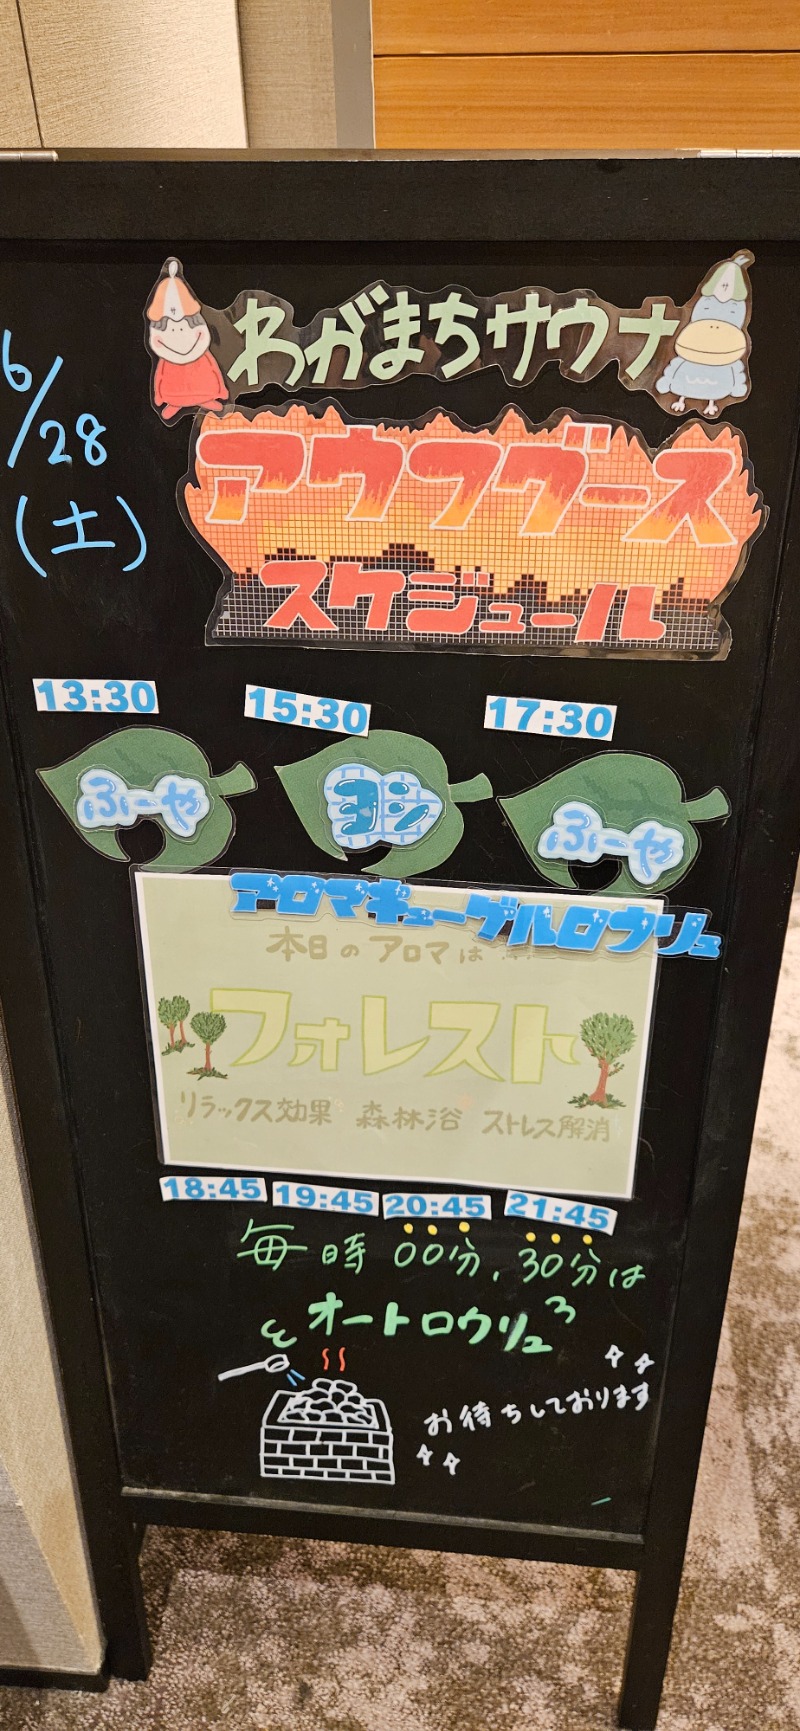 わがまちサウナ
6/28
(土)
アウフグース
スケジュール
13:30 15:30 17:30
ふーや ヨシ ふーや
アロマキューゲルロウリュ
本日のアロマは
フォレスト
リラックス効果 森林浴 ストレス解消
18:45 19:45 20:45 21:45
毎時00分、30分は
オートロウリュ
お待ちしております